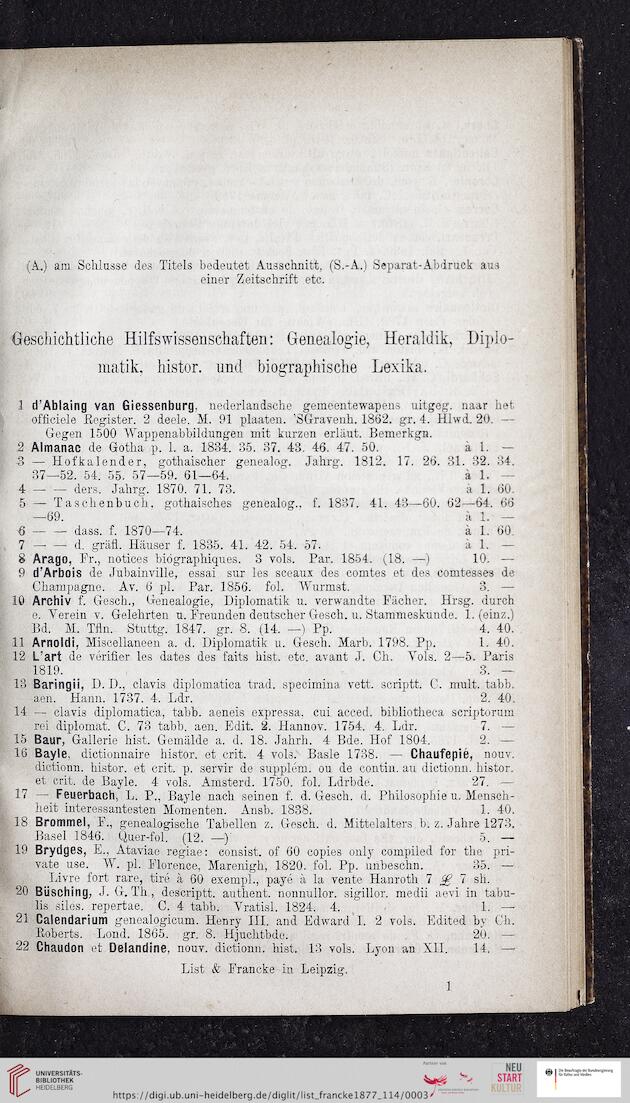 (A.) am Schlusse des Titels bedeutet Ausschnitt, (S.-A.) Separat-Abdruck aus
einer Zeitschrift etc.
Geschichtliche Hilfswissenschaften: Genealogie, Heraldik, Diplo-
matik, histor. und biographische Lexika.
1 d'Ablaing van Giessenburg, nederlandsche gemeentewapens uitgeg. naar het
officiele Register. 2 deele. M. 91 plaaten. 'SGravenh. 1862. gr. 4. Hlwd. 20. —
Gegen 1500 Wappenabbildungen mit kurzen erläut. Bemerkgn.
2 Almanac de Gotha p. l. a. 1834. 35. 37. 43. 46. 47. 50. à 1. —
3 — Hofkalender, gothaischer genealog. Jahrg. 1812. 17. 26. 31. 32. 34.
37—52. 54. 55. 57—59. 61—64. à 1. —
4 — — ders. Jahrg. 1870. 71. 73. à 1. 60.
5 — Taschenbuch, gothaisches genealog., f. 1837. 41. 43—60. 62—64. 66
—69. à 1. —
6 — — dass. f. 1870—74. à 1. 60.
7 — — d. gräfl. Häuser f. 1835. 41. 42. 54. 57. à 1. —
8 Arago, Fr., notices biographiques. 3 vols. Par. 1854. (18. —) 10. —
9 d'Arbois de Jubainville, essai sur les sceaux des comtes et des comtesses de
Champagne. Av. 6 pl. Par. 1856. fol. Wurmst. 3. —
10 Archiv f. Gesch., Genealogie, Diplomatik u. verwandte Fächer. Hrsg. durch
e. Verein v. Gelehrten u. Freunden deutscher Gesch. u. Stammeskunde. 1. (einz.)
Bd. M. Tfln. Stuttg. 1847. gr. 8. (14. —) Pp. 4. 40.
11 Arnoldi, Miscellaneen a. d. Diplomatik u. Gesch. Marb. 1798. Pp. 1. 40.
12 L'art de vérifier les dates des faits hist. etc. avant J. Ch. Vols. 2—5. Paris
1819. 3. —
13 Baringii, D. D., clavis diplomatica trad. specimina vett. scriptt. C. mult. tabb.
aen. Hann. 1737. 4. Ldr. 2. 40.
14 — clavis diplomatica, tabb. aeneis expressa, cui acced. bibliotheca scriptorum
rei diplomat. C. 73 tabb. aen. Edit. 2. Hannov. 1754. 4. Ldr. 7. —
15 Baur, Gallerie hist. Gemälde a. d. 18. Jahrh. 4 Bde. Hof 1804. 2. —
16 Bayle, dictionnaire histor. et crit. 4 vols. Basle 1738. — Chaufepié, nouv.
dictionn. histor. et crit. p. servir de supplém. ou de contin. au dictionn. histor.
et crit. de Bayle. 4 vols. Amsterd. 1750. fol. Ldrbde. 27. —
17 — Feuerbach, L. P., Bayle nach seinen f. d. Gesch. d. Philosophie u. Mensch-
heit interessantesten Momenten. Ansb. 1838. 1. 40.
18 Brommel, F., genealogische Tabellen z. Gesch. d. Mittelalters b. z. Jahre 1273.
Basel 1846. Quer-fol. (12. —) 5. —
19 Brydges, E., Ataviae regiae: consist. of 60 copies only compiled for the pri-
vate use. W. pl. Florence, Marenigh, 1820. fol. Pp. unbeschn. 35. —
Livre fort rare, tiré à 60 exempl., payé à la vente Hanroth 7 £ 7 sh.
20 Büsching, J. G. Th., descriptt. authent. nonnullor. sigillor. medii aevi in tabu-
lis siles. repertae. C. 4 tabb. Vratisl. 1824. 4. 1. —
21 Calendarium genealogicum. Henry III. and Edward I. 2 vols. Edited by Ch.
Roberts. Lond. 1865. gr. 8. Hjuchtbde. 20. —
22 Chaudon et Delandine, nouv. dictionn. hist. 13 vols. Lyon an XII. 14. —
List & Francke in Leipzig.
1
UNIVERSITÄTS-
BIBLIOTHEK
HEIDELBERG
https://digi.ub.uni-heidelberg.de/diglit/list_francke1877_114/0003
Partner von
NEU
START
KULTUR
Die Beauftragte der Bundesregierung
für Kultur und Medien